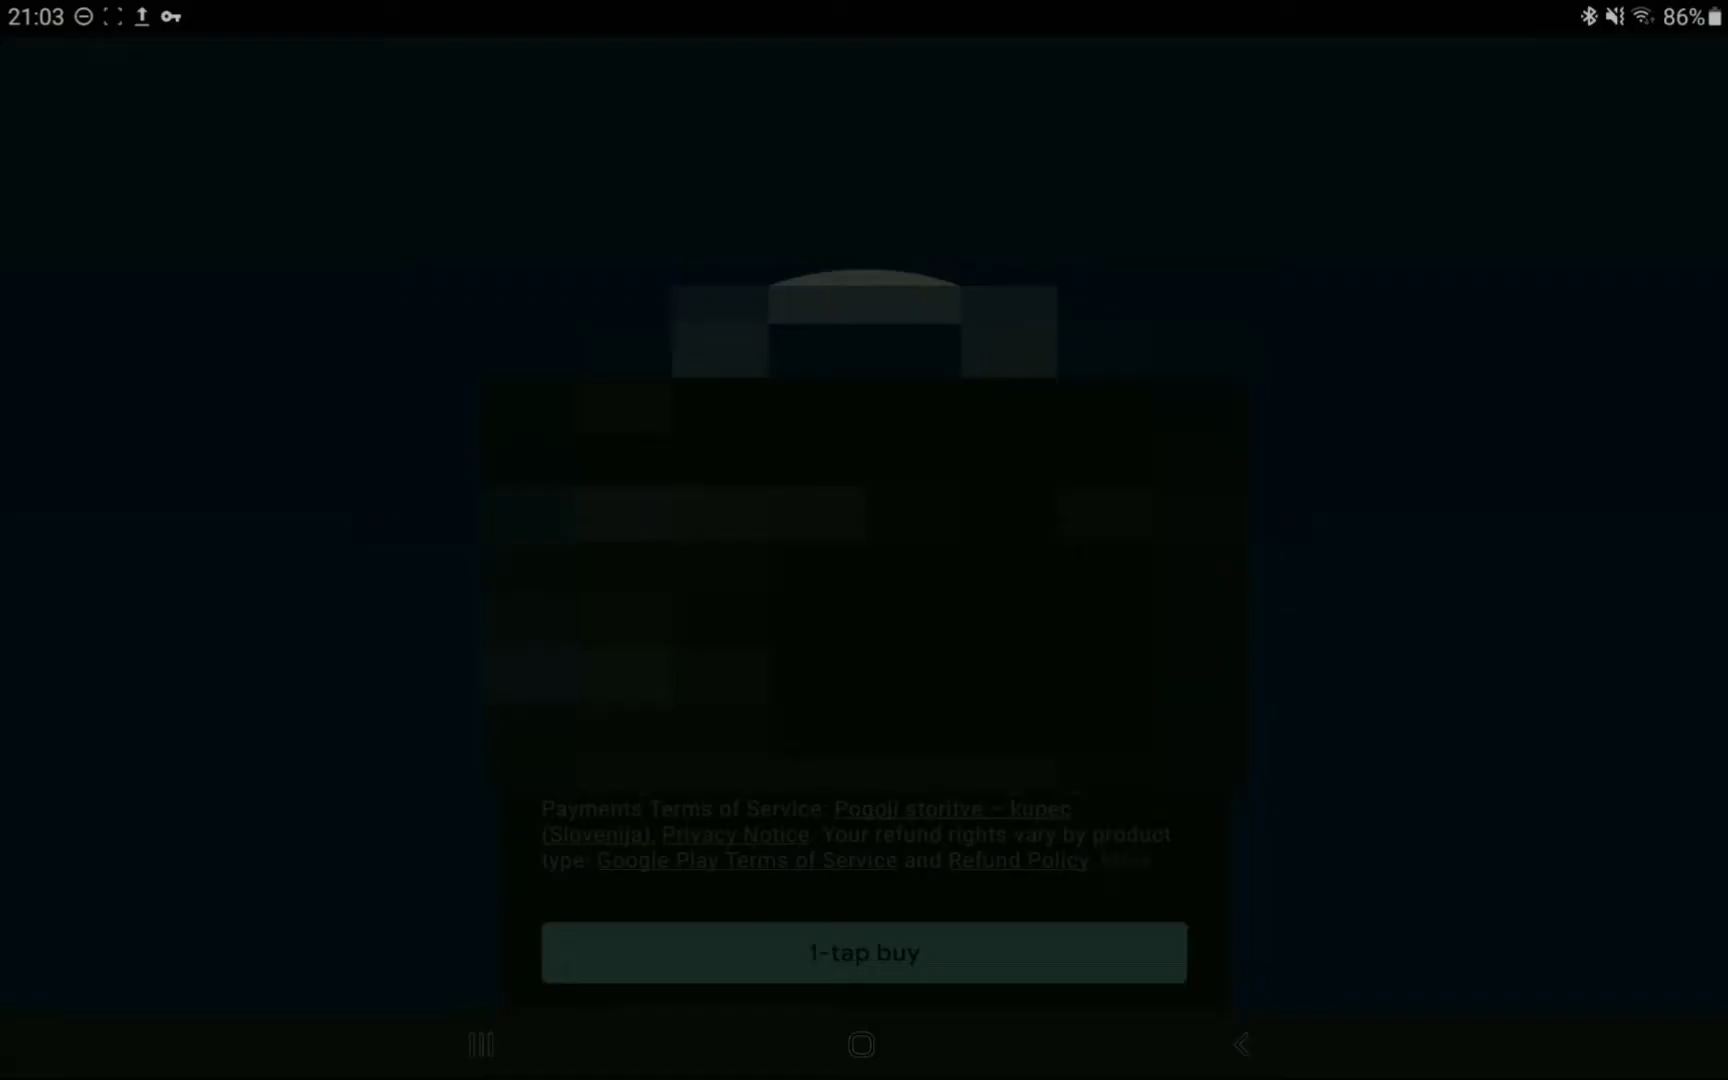 21:03 86%
Payments Terms of Service: Pogoji storitve – kupec
(Slovenija), Privacy Notice. Your refund rights vary by product
type: Google Play Terms of Service and Refund Policy. More
1-tap buy